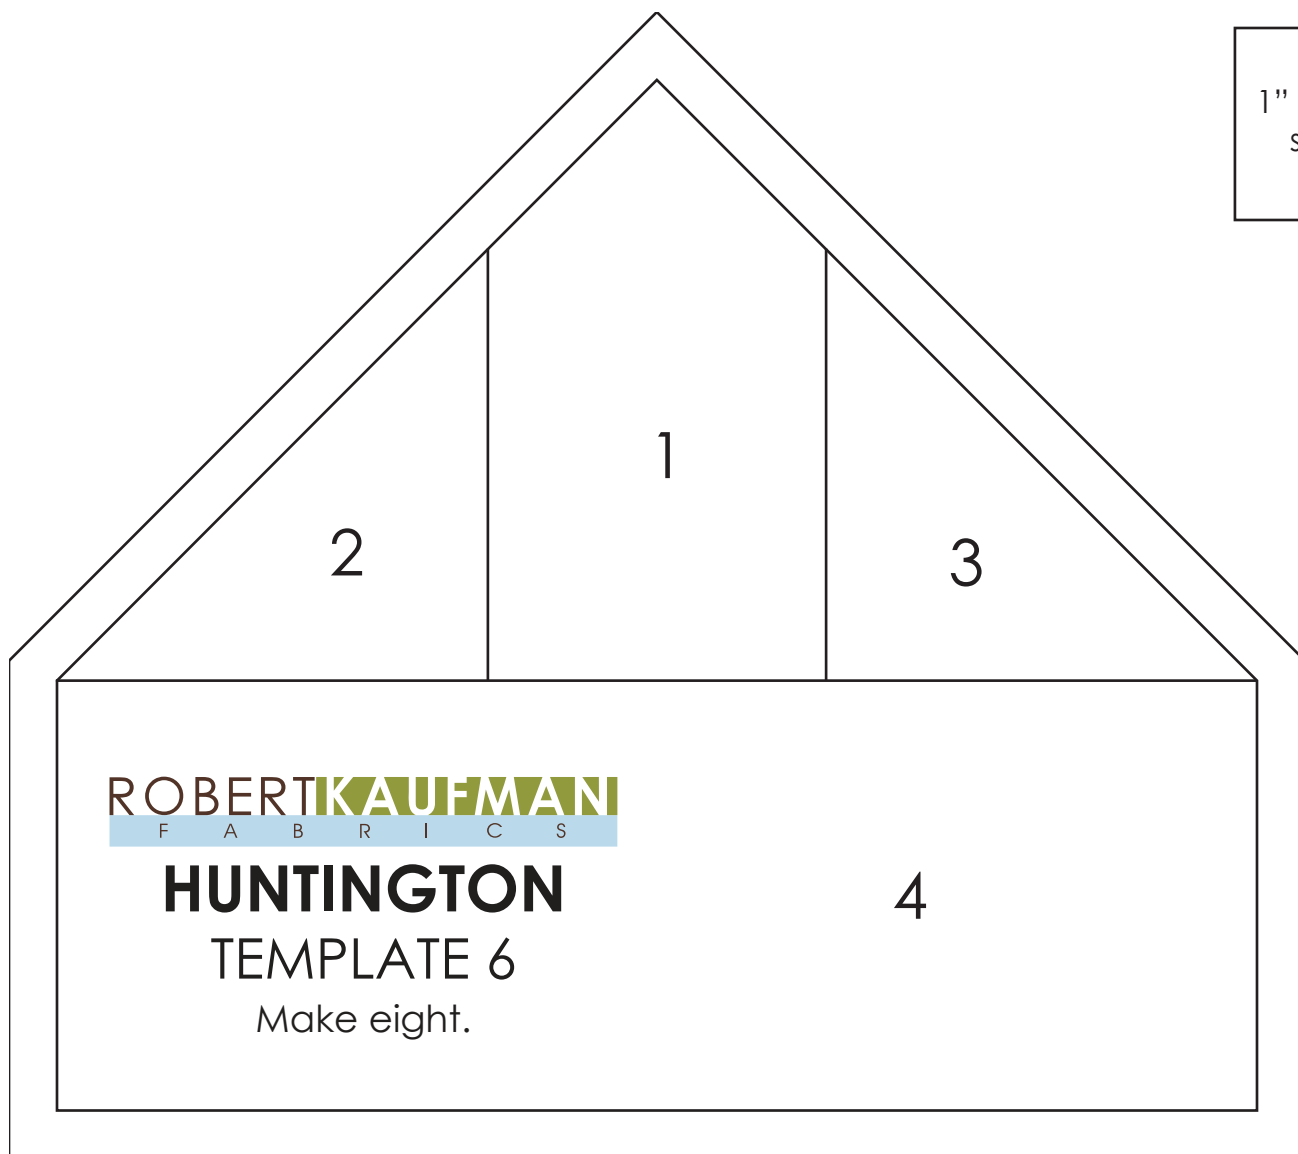 1”
s
1
2
3
ROBERTKAUFMAN
FABRICS
HUNTINGTON
TEMPLATE 6
Make eight.
4